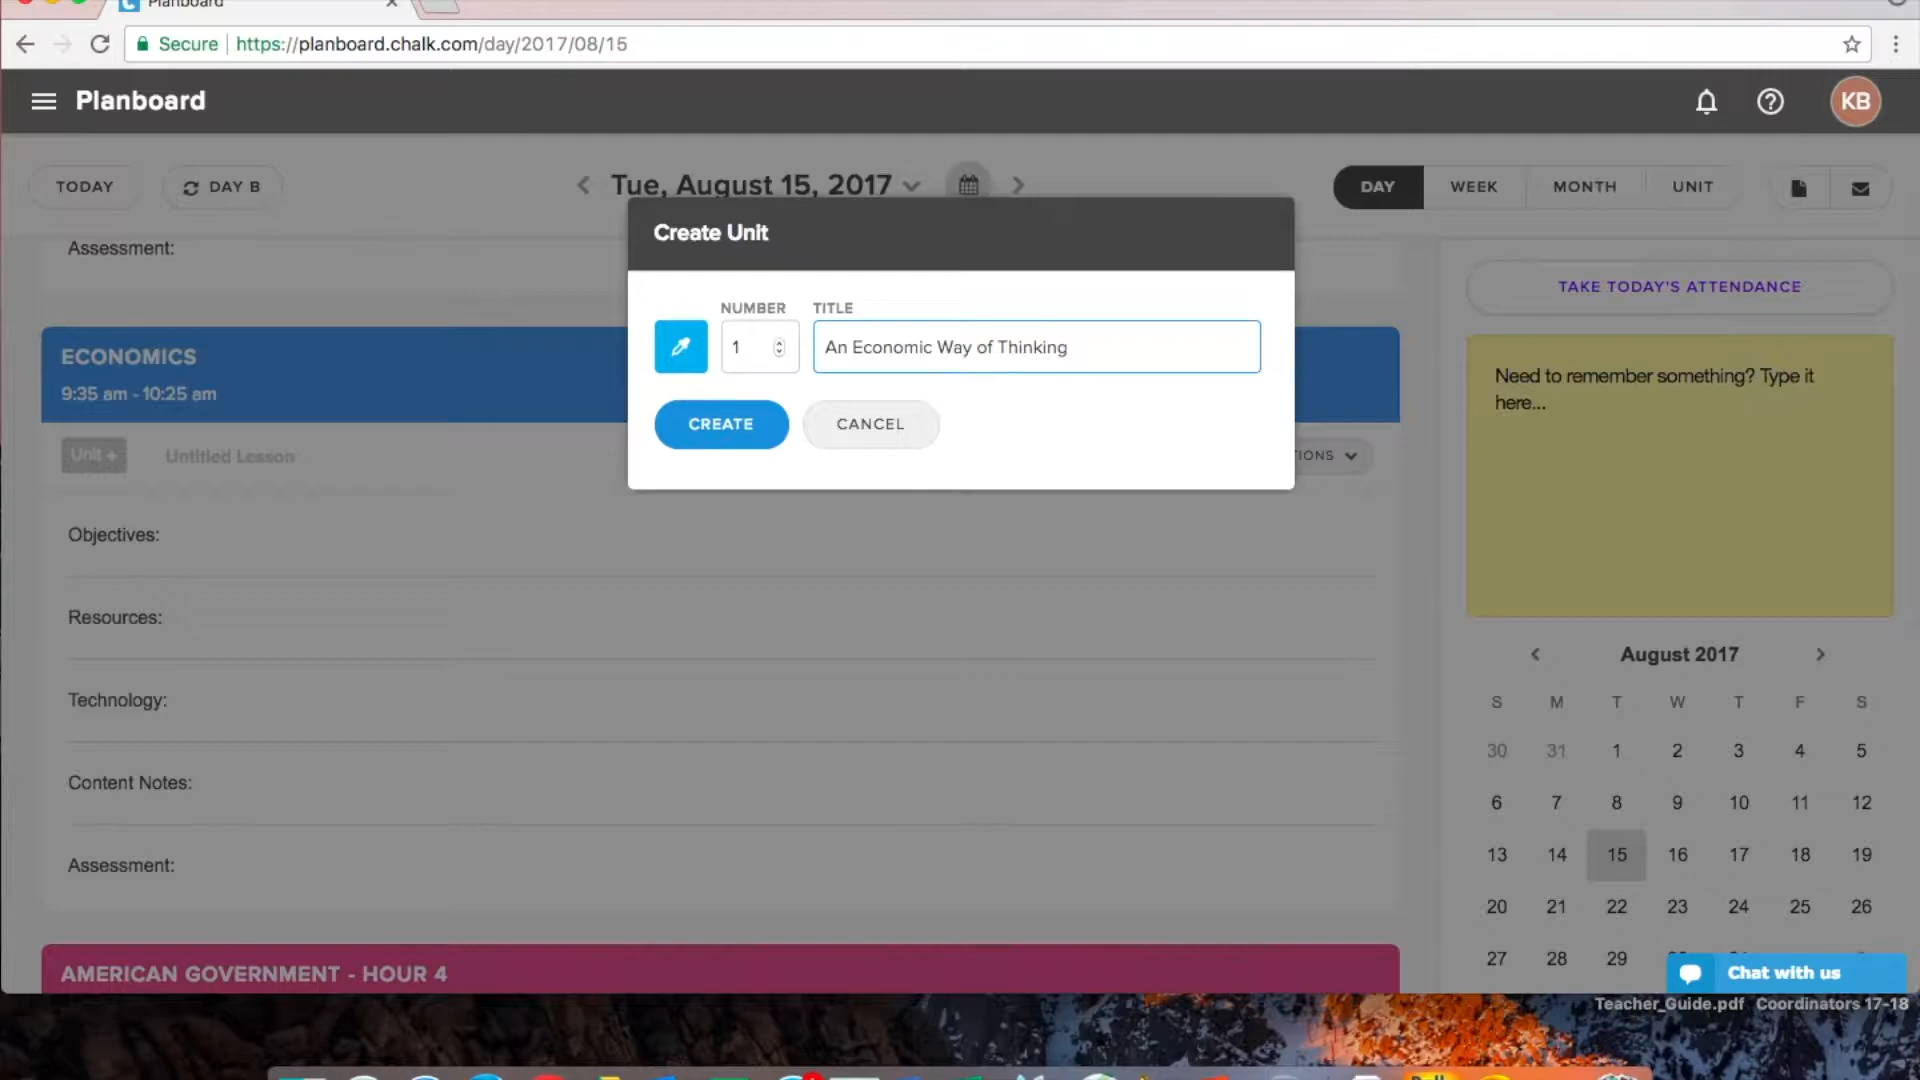 Planboard
Secure https://planboard.chalk.com/day/2017/08/15
Planboard
KB
TODAY
DAY B
Tue, August 15, 2017
DAY
WEEK
MONTH
UNIT
Assessment:
Create Unit
NUMBER
TITLE
1
An Economic Way of Thinking
CREATE
CANCEL
ECONOMICS
9:35 am - 10:25 am
Unit +
Untitled Lesson
IONS
Objectives:
Resources:
Technology:
Content Notes:
Assessment:
AMERICAN GOVERNMENT - HOUR 4
TAKE TODAY'S ATTENDANCE
Need to remember something? Type it
here...
August 2017
S M T W T F S
30 31 1 2 3 4 5
6 7 8 9 10 11 12
13 14 15 16 17 18 19
20 21 22 23 24 25 26
27 28 29
Chat with us
Teacher_Guide.pdf Coordinators 17-18